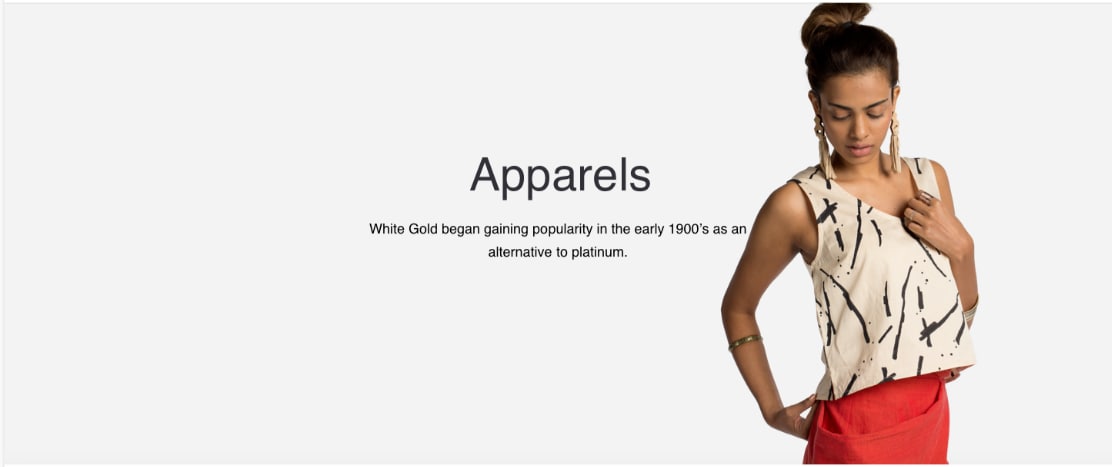 Apparels
White Gold began gaining popularity in the early 1900’s as an
alternative to platinum.